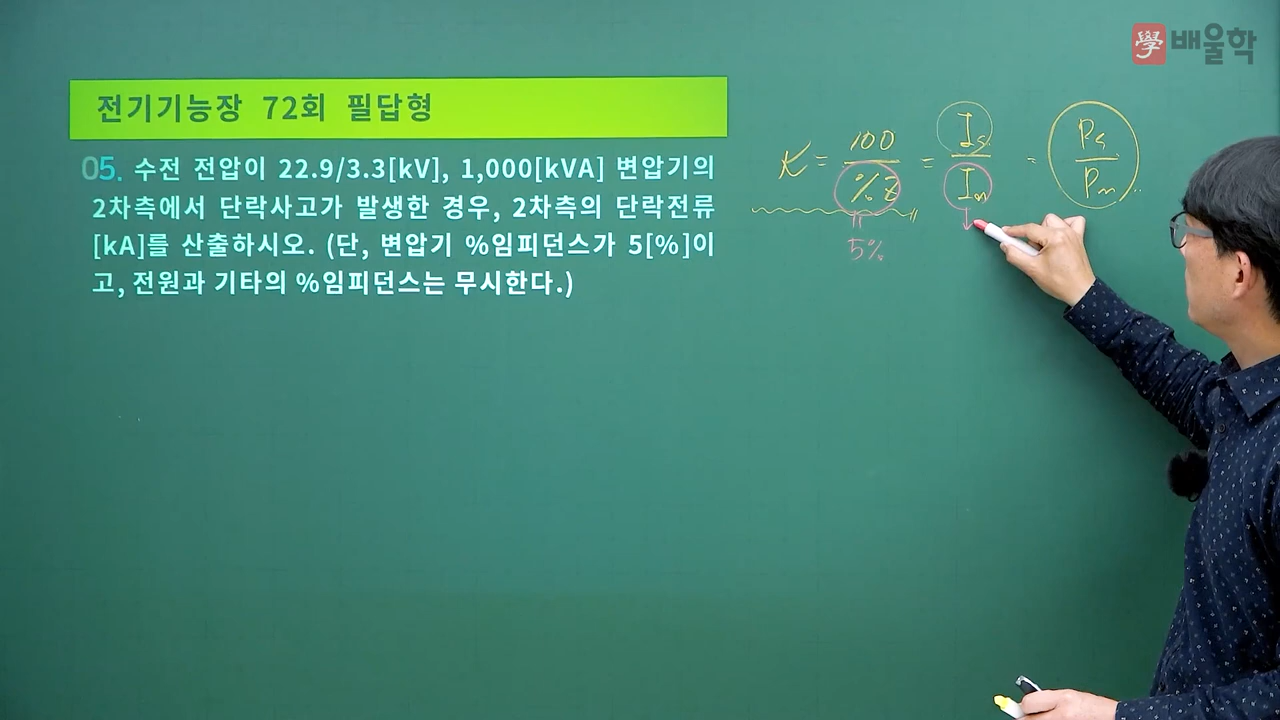 學 배울학
전기기능장 72회 필답형
05. 수전 전압이 22.9/3.3[kV], 1,000[kVA] 변압기의
2차측에서 단락사고가 발생한 경우, 2차측의 단락전류
[kA]를 산출하시오. (단, 변압기 %임피던스가 5[%]이
고, 전원과 기타의 %임피던스는 무시한다.)
K = 100/%Z = Is/In = Ps/Pn
5%